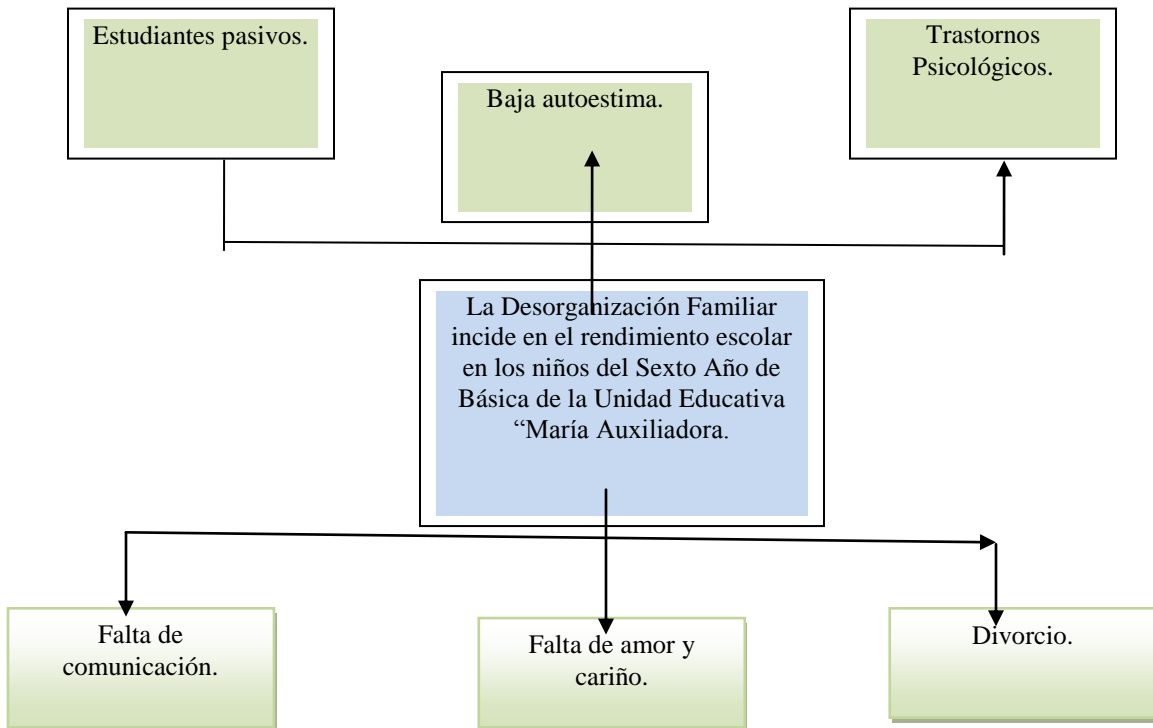 Estudiantes pasivos.
Trastornos
Psicológicos.
Baja autoestima.
La Desorganización Familiar
incide en el rendimiento escolar
en los niños del Sexto Año de
Básica de la Unidad Educativa
“María Auxiliadora.
Falta de
comunicación.
Falta de amor y
cariño.
Divorcio.